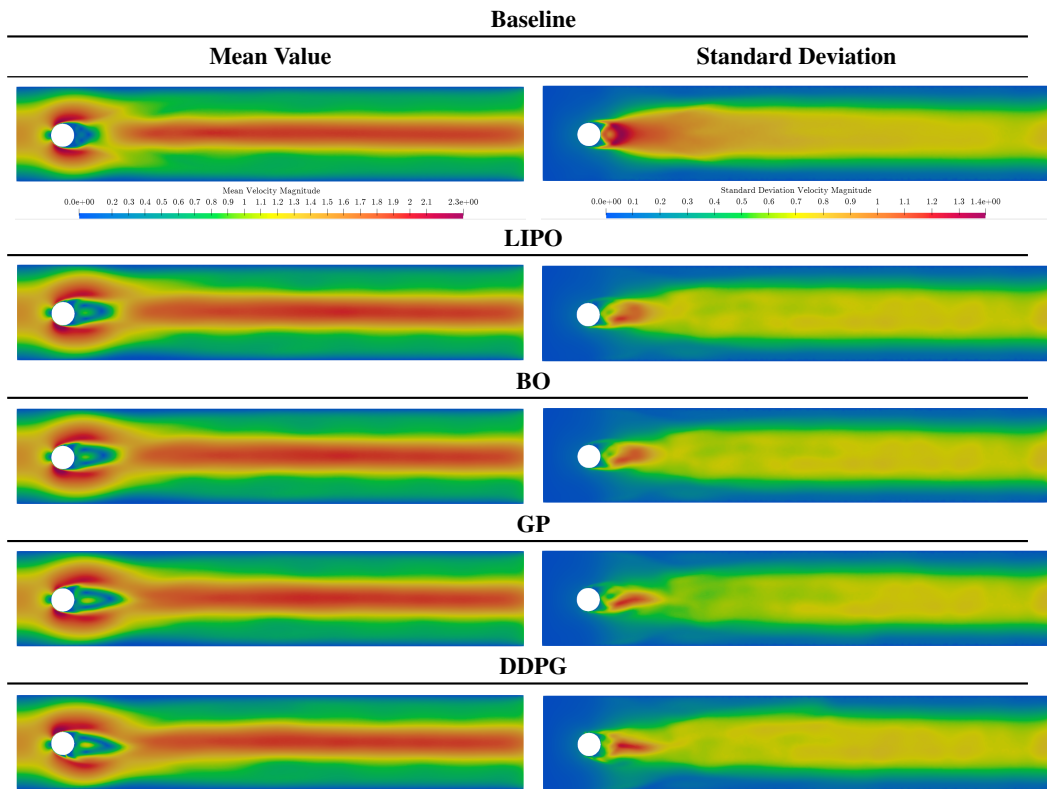 Baseline
Mean Value Standard Deviation
Mean Velocity Magnitude Standard Deviation Velocity Magnitude
0.0e+00 0.2 0.3 0.4 0.5 0.6 0.7 0.8 0.9 1 1.1 1.2 1.3 1.4 1.5 1.6 1.7 1.8 1.9 2 2.1 2.3e+00 0.0e+00 0.1 0.2 0.3 0.4 0.5 0.6 0.7 0.8 0.9 1 1.1 1.2 1.3 1.4e+00
LIPO
BO
GP
DDPG